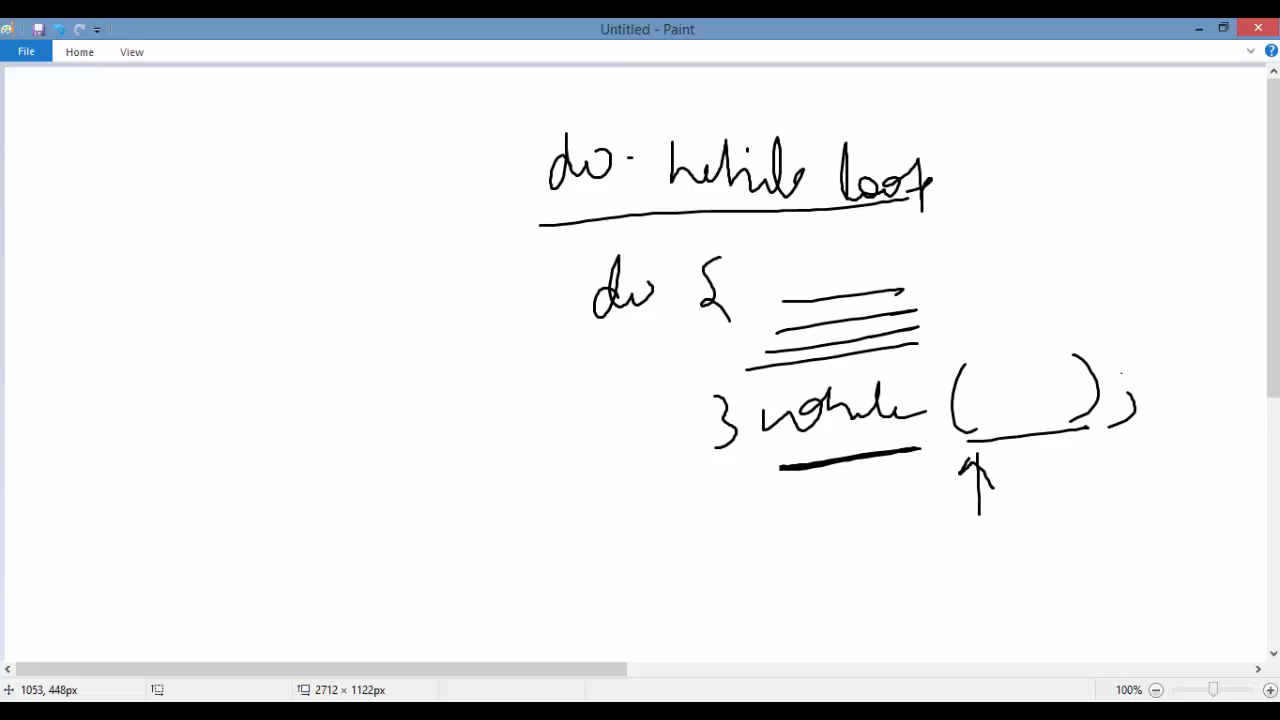 Untitled - Paint
File Home View
do- while loop
do {
} while ( );
1053, 448px 2712 × 1122px 100%